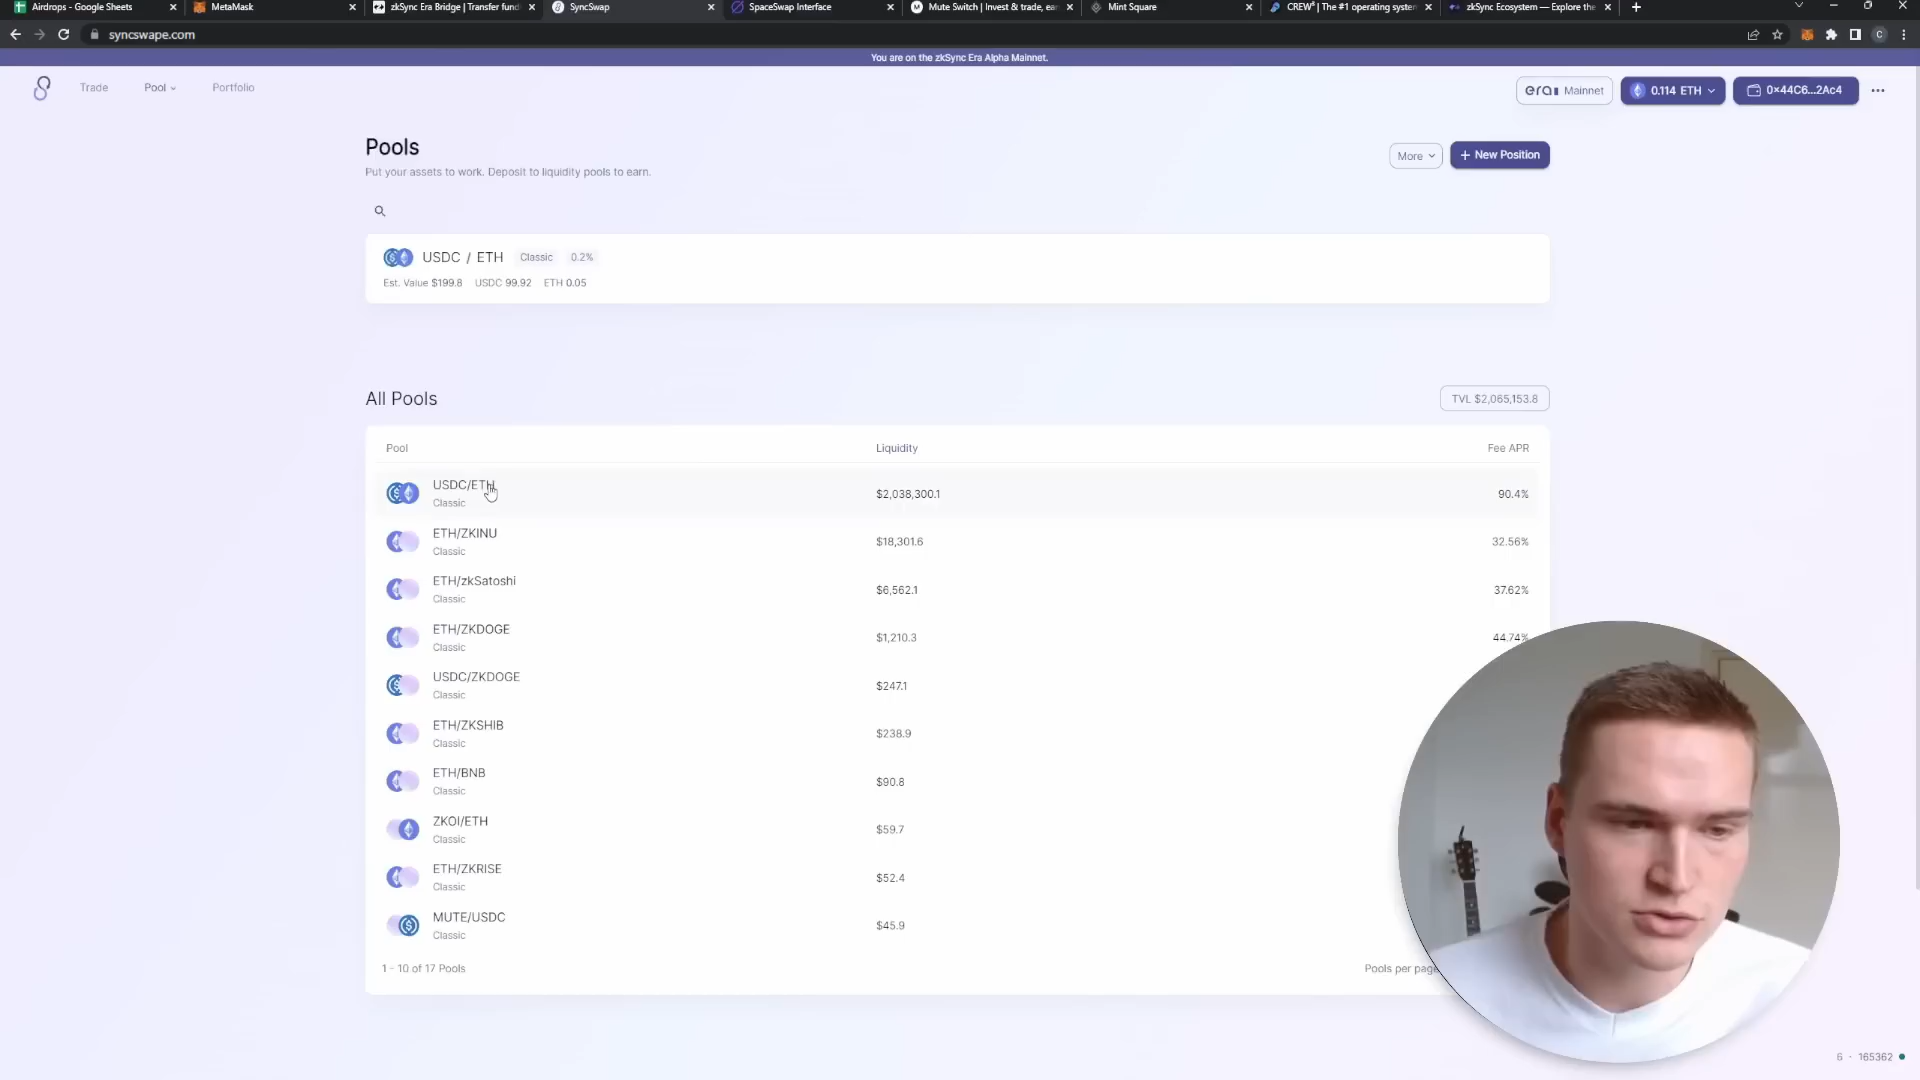 Airdrops - Google Sheets
MetaMask
zkSync Era Bridge | Transfer fund
SyncSwap
SpaceSwap Interface
Mute Switch | Invest & trade, ear
Mint Square
CREW³ | The #1 operating system
zkSync Ecosystem — Explore the
syncswape.com
C
You are on the zkSync Era Alpha Mainnet.
Trade
Pool
Portfolio
era Mainnet
0.114 ETH
0×44C6...2Ac4
Pools
Put your assets to work. Deposit to liquidity pools to earn.
More
+ New Position
USDC / ETH Classic 0.2%
Est. Value $199.8 USDC 99.92 ETH 0.05
All Pools
TVL $2,065,153.8
Pool Liquidity Fee APR
USDC/ETH
Classic
$2,038,300.1
90.4%
ETH/ZKINU
Classic
$18,301.6
32.56%
ETH/zkSatoshi
Classic
$6,562.1
37.62%
ETH/ZKDOGE
Classic
$1,210.3
44.74%
USDC/ZKDOGE
Classic
$247.1
ETH/ZKSHIB
Classic
$238.9
ETH/BNB
Classic
$90.8
ZKOI/ETH
Classic
$59.7
ETH/ZKRISE
Classic
$52.4
MUTE/USDC
Classic
$45.9
1 - 10 of 17 Pools
Pools per page
6 · 165362